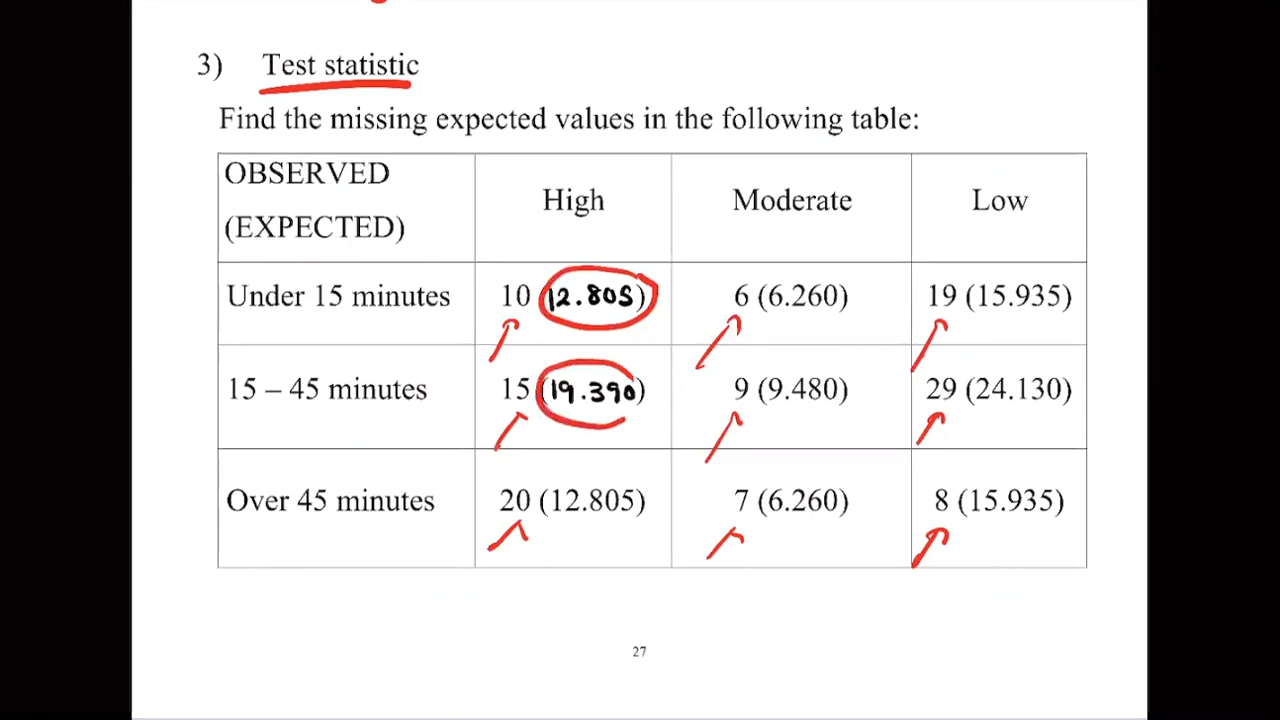 3) Test statistic
Find the missing expected values in the following table:
OBSERVED
(EXPECTED)
High
Moderate
Low
Under 15 minutes
10 (12.805)
6 (6.260)
19 (15.935)
15 – 45 minutes
15 (19.390)
9 (9.480)
29 (24.130)
Over 45 minutes
20 (12.805)
7 (6.260)
8 (15.935)
27